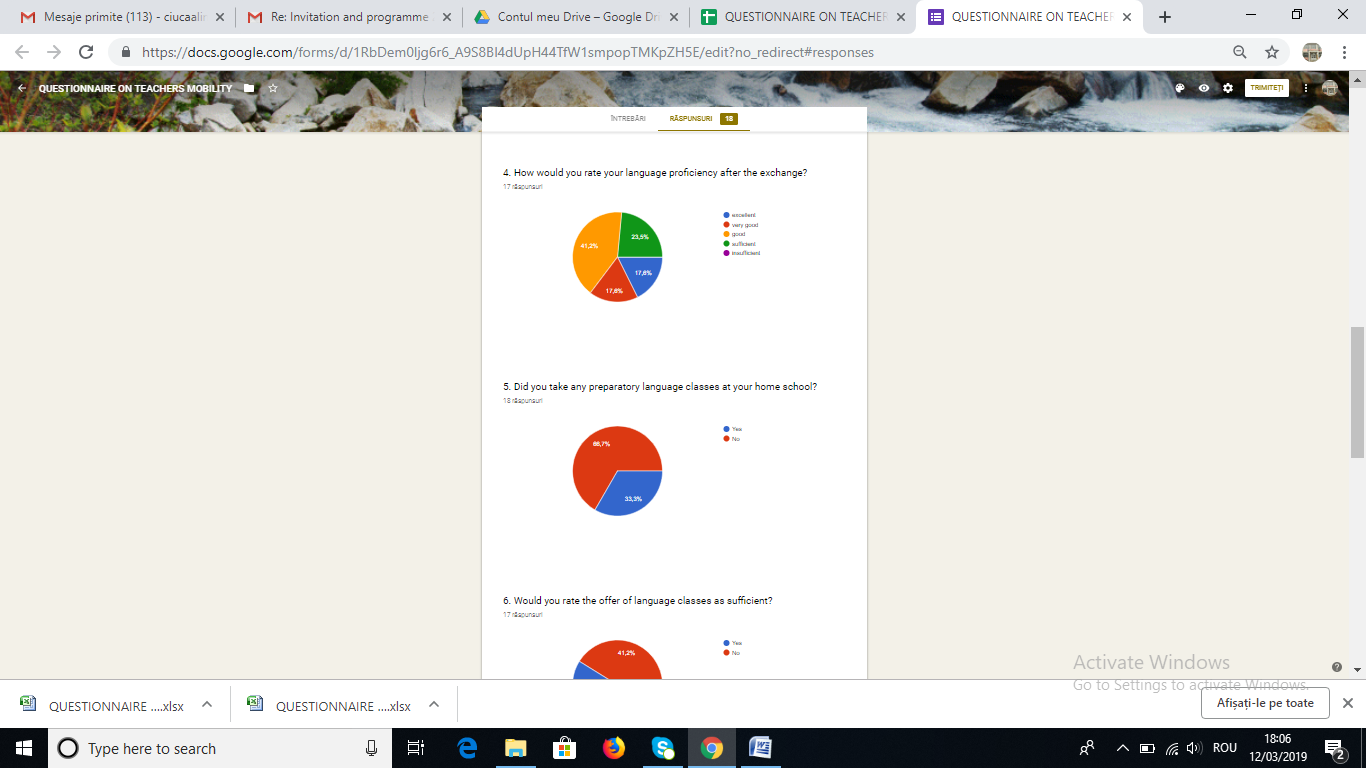 Mesaje primite (113) - ciucaalin
Re: Invitation and programme
Contul meu Drive – Google Dri
QUESTIONNAIRE ON TEACHER
QUESTIONNAIRE ON TEACHER
https://docs.google.com/forms/d/1RbDem0ljg6r6_A9S8Bl4dUpH44TfW1smpopTMKpZH5E/edit?no_redirect#responses
QUESTIONNAIRE ON TEACHERS MOBILITY
TRIMITEȚI
ÎNTREBĂRI
RĂSPUNSURI 18
4. How would you rate your language proficiency after the exchange?
17 răspunsuri
excellent
very good
good
sufficient
insufficient
41,2%
23,5%
17,6%
17,6%
5. Did you take any preparatory language classes at your home school?
18 răspunsuri
Yes
No
66,7%
33,3%
6. Would you rate the offer of language classes as sufficient?
17 răspunsuri
Yes
No
41,2%
Activate Windows
Go to Settings to activate Windows.
QUESTIONNAIRE ....xlsx
QUESTIONNAIRE ....xlsx
Afișați-le pe toate
Type here to search
ROU
18:06
12/03/2019
2